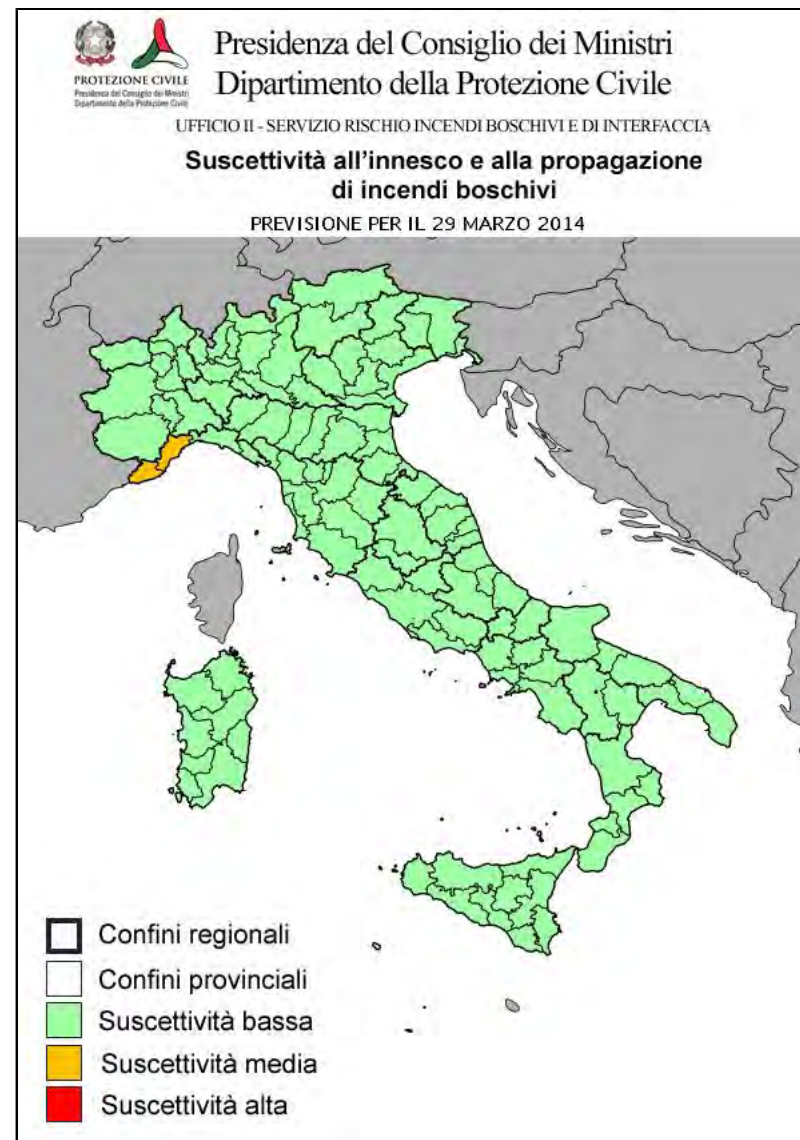 PROTEZIONE CIVILE
Presidenza del Consiglio dei Ministri
Dipartimento della Protezione Civile
Presidenza del Consiglio dei Ministri
Dipartimento della Protezione Civile
UFFICIO II - SERVIZIO RISCHIO INCENDI BOSCHIVI E DI INTERFACCIA
Suscettività all'innesco e alla propagazione
di incendi boschivi
PREVISIONE PER IL 29 MARZO 2014
Confini regionali
Confini provinciali
Suscettività bassa
Suscettività media
Suscettività alta